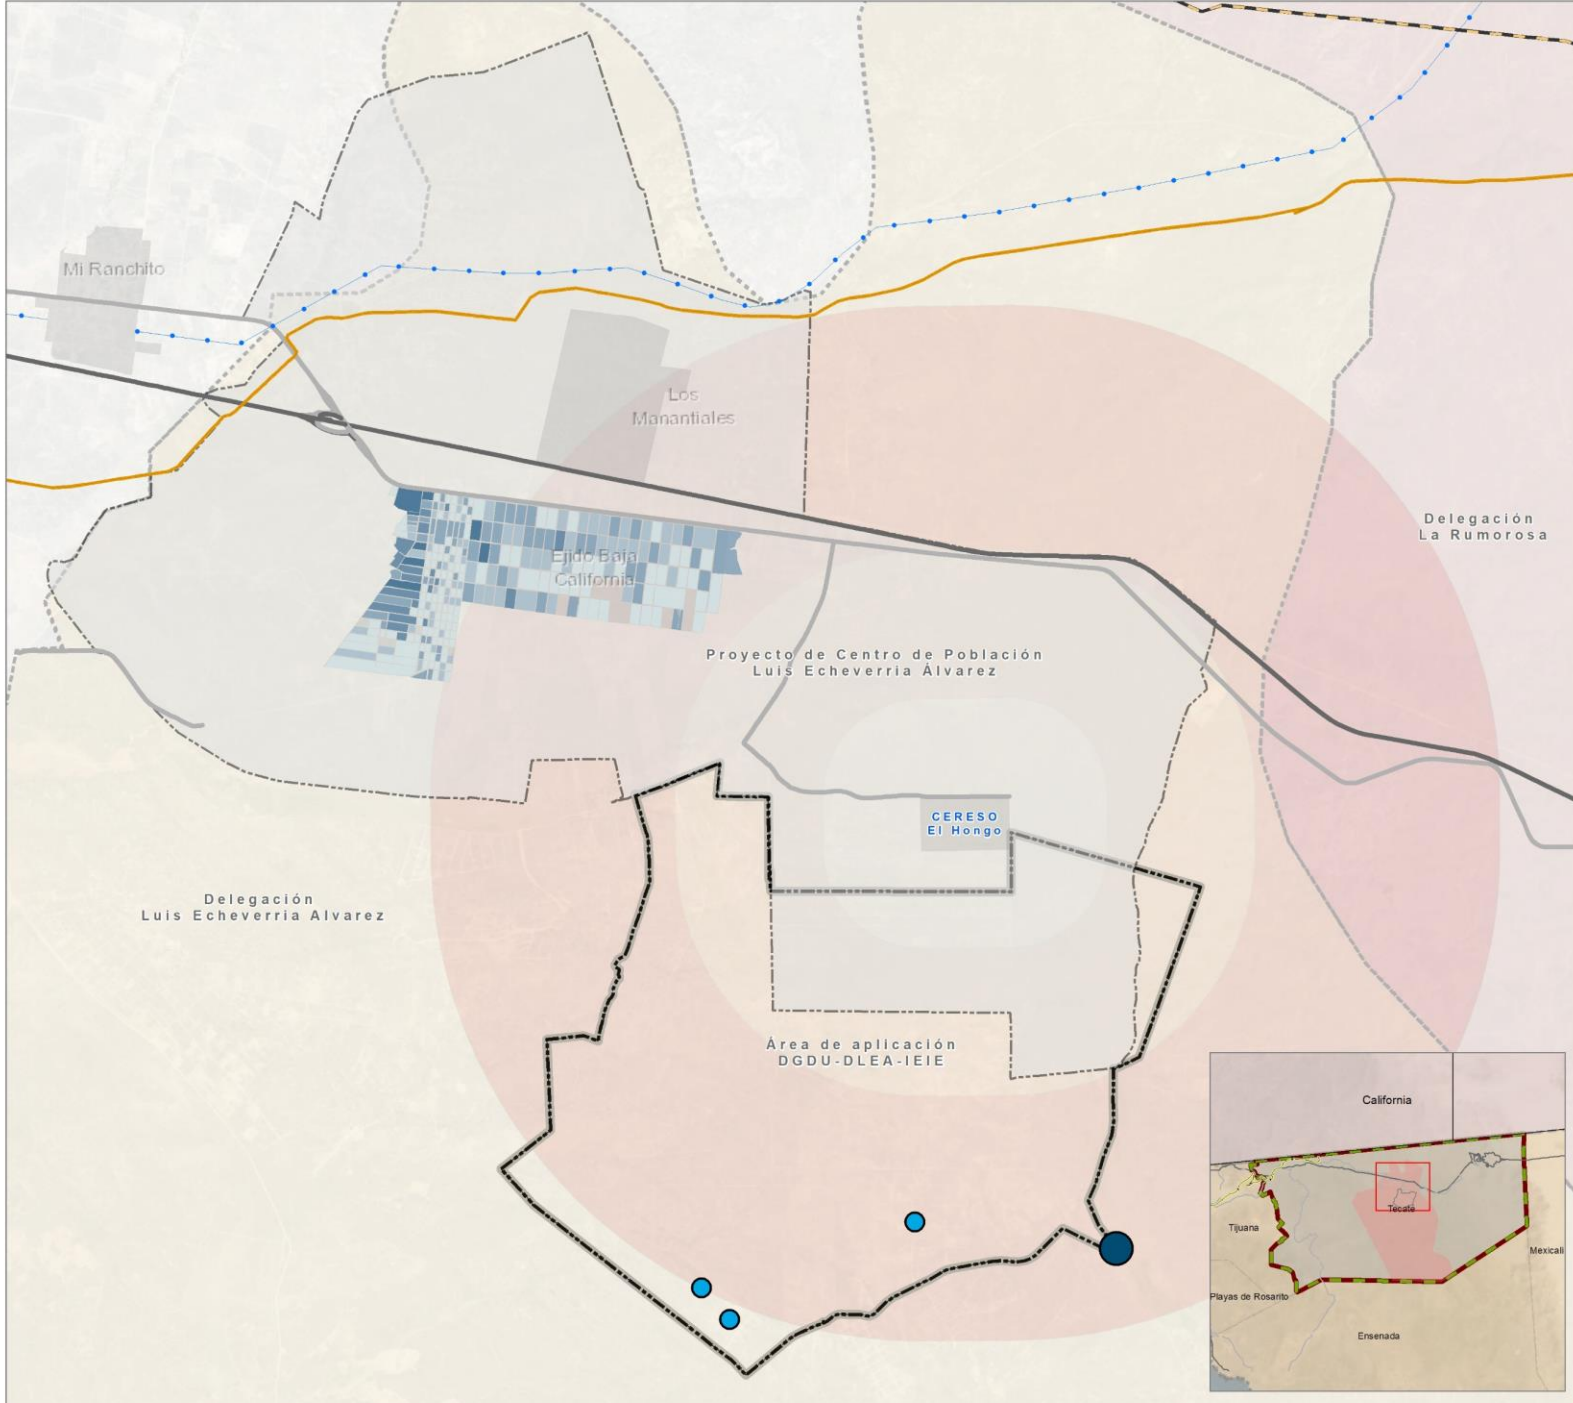 Mi Ranchito
Los
Manantiales
Delegación
La Rumorosa
Ejido Baja
California
Proyecto de Centro de Población
Luis Echeverria Álvarez
CERESO
El Hongo
Delegación
Luis Echeverria Alvarez
Área de aplicación
DGDU-DLEA-IEIE
California
Tecate
Tijuana
Mexicali
Playas de Rosarito
Ensenada